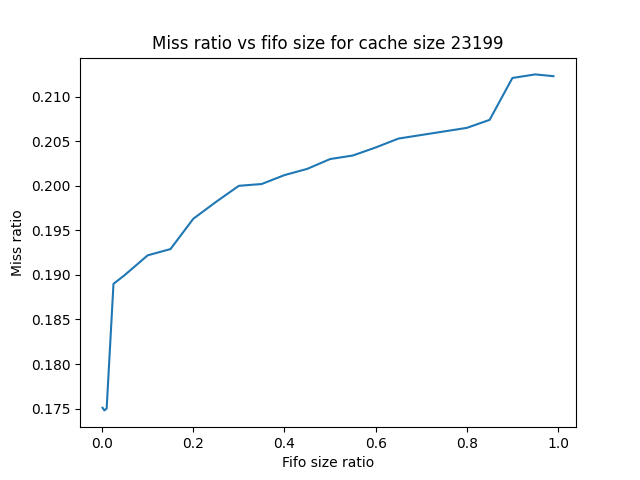 Miss ratio vs fifo size for cache size 23199
Miss ratio
0.210
0.205
0.200
0.195
0.190
0.185
0.180
0.175
0.0 0.2 0.4 0.6 0.8 1.0
Fifo size ratio